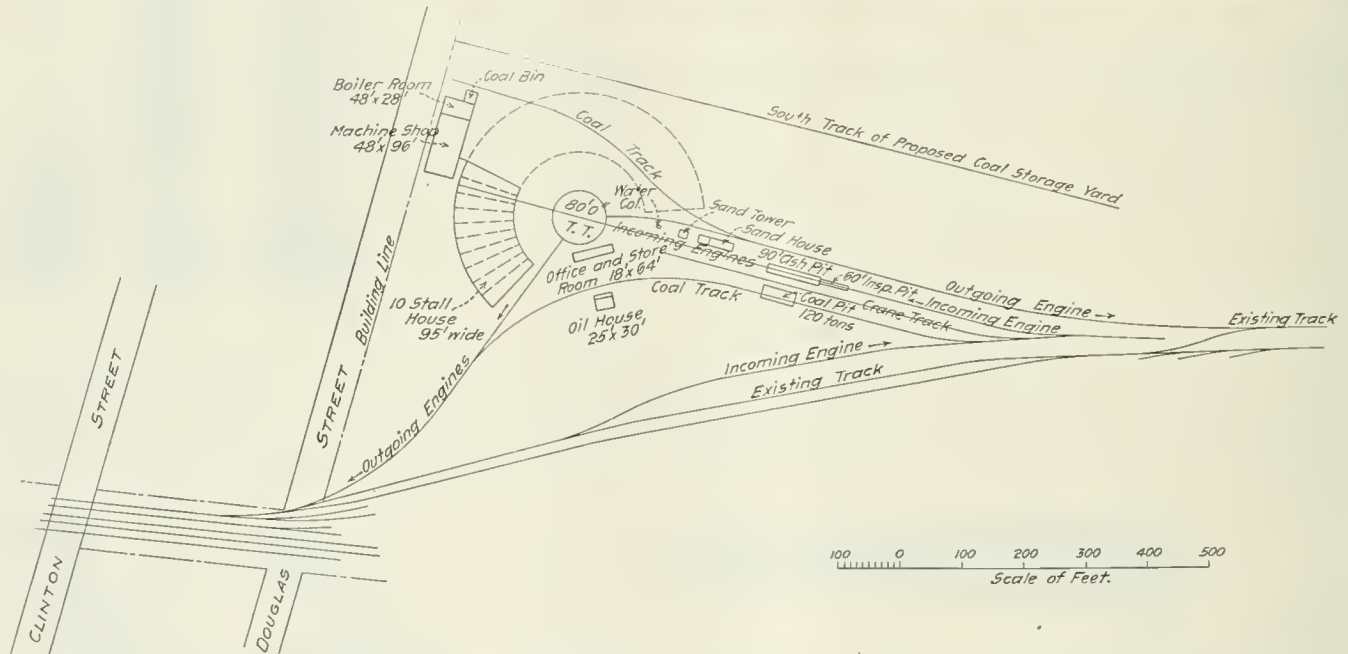 Coal Bin
Boiler Room
48'x28'
Machine Shop
48'x 96'
Coal
Track
South Track of Proposed Coal Storage Yard
Water
Col.
80'0"
T. T.
Sand Tower
Sand House
Incoming Engines
90' Ash Pit
60' Insp. Pit
Incoming Engine
Outgoing Engine
Existing Track
Office and Store
Room 18'x 64'
Coal Track
Coal Pit
120 tons
Crane Track
Oil House
25'x 30'
10 Stall
House
95' wide
Building Line
STREET
Incoming Engine
Existing Track
Outgoing Engines
STREET
CLINTON
DOUGLAS
100 0 100 200 300 400 500
Scale of Feet.